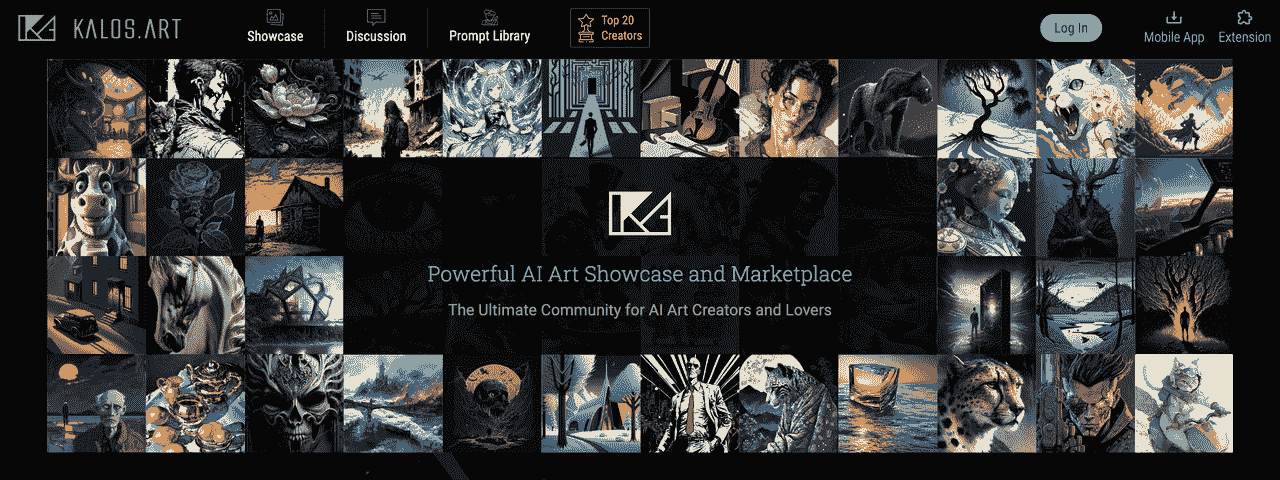 KALOS.ART
Showcase
Discussion
Prompt Library
Top 20
Creators
Log In
Mobile App
Extension
KA
Powerful AI Art Showcase and Marketplace
The Ultimate Community for AI Art Creators and Lovers